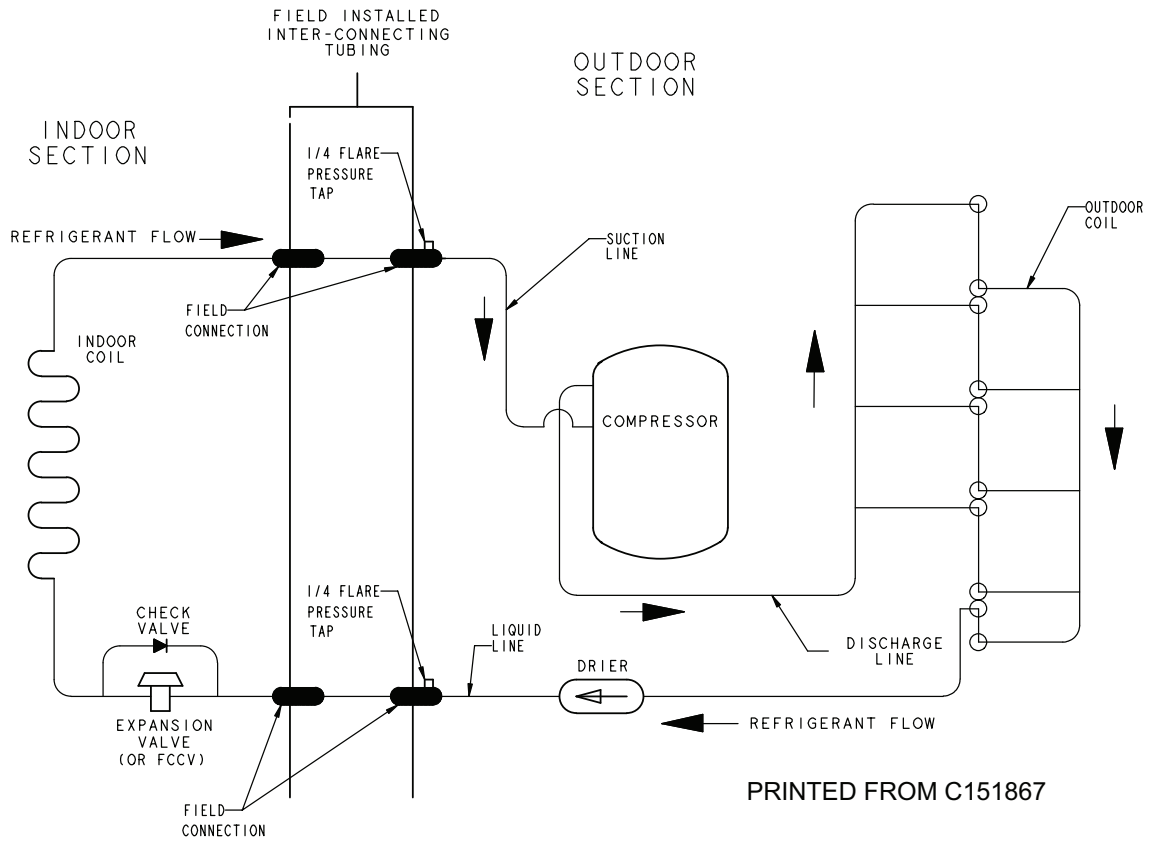 FIELD INSTALLED
INTER-CONNECTING
TUBING
OUTDOOR
SECTION
INDOOR
SECTION
1/4 FLARE
PRESSURE
TAP
REFRIGERANT FLOW
SUCTION
LINE
OUTDOOR
COIL
FIELD
CONNECTION
INDOOR
COIL
COMPRESSOR
1/4 FLARE
PRESSURE
TAP
CHECK
VALVE
LIQUID
LINE
DISCHARGE
LINE
DRIER
EXPANSION
VALVE
(OR FCCV)
REFRIGERANT FLOW
FIELD
CONNECTION
PRINTED FROM C151867